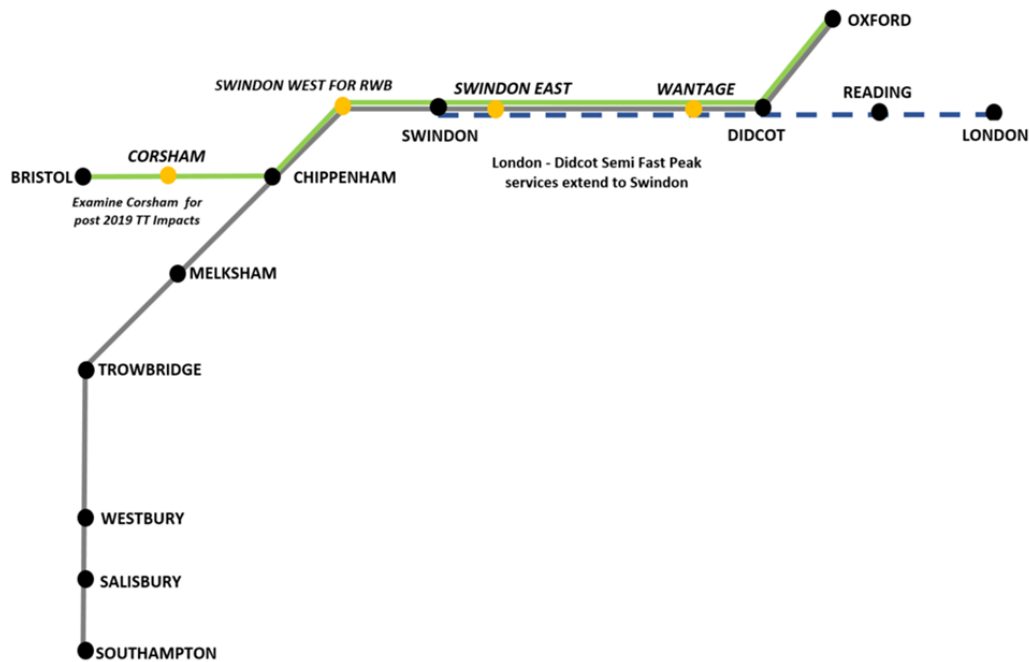 OXFORD
SWINDON WEST FOR RWB
SWINDON EAST
WANTAGE
READING
SWINDON
DIDCOT
LONDON
CORSHAM
London - Didcot Semi Fast Peak
services extend to Swindon
BRISTOL
CHIPPENHAM
Examine Corsham for
post 2019 TT Impacts
MELKSHAM
TROWBRIDGE
WESTBURY
SALISBURY
SOUTHAMPTON